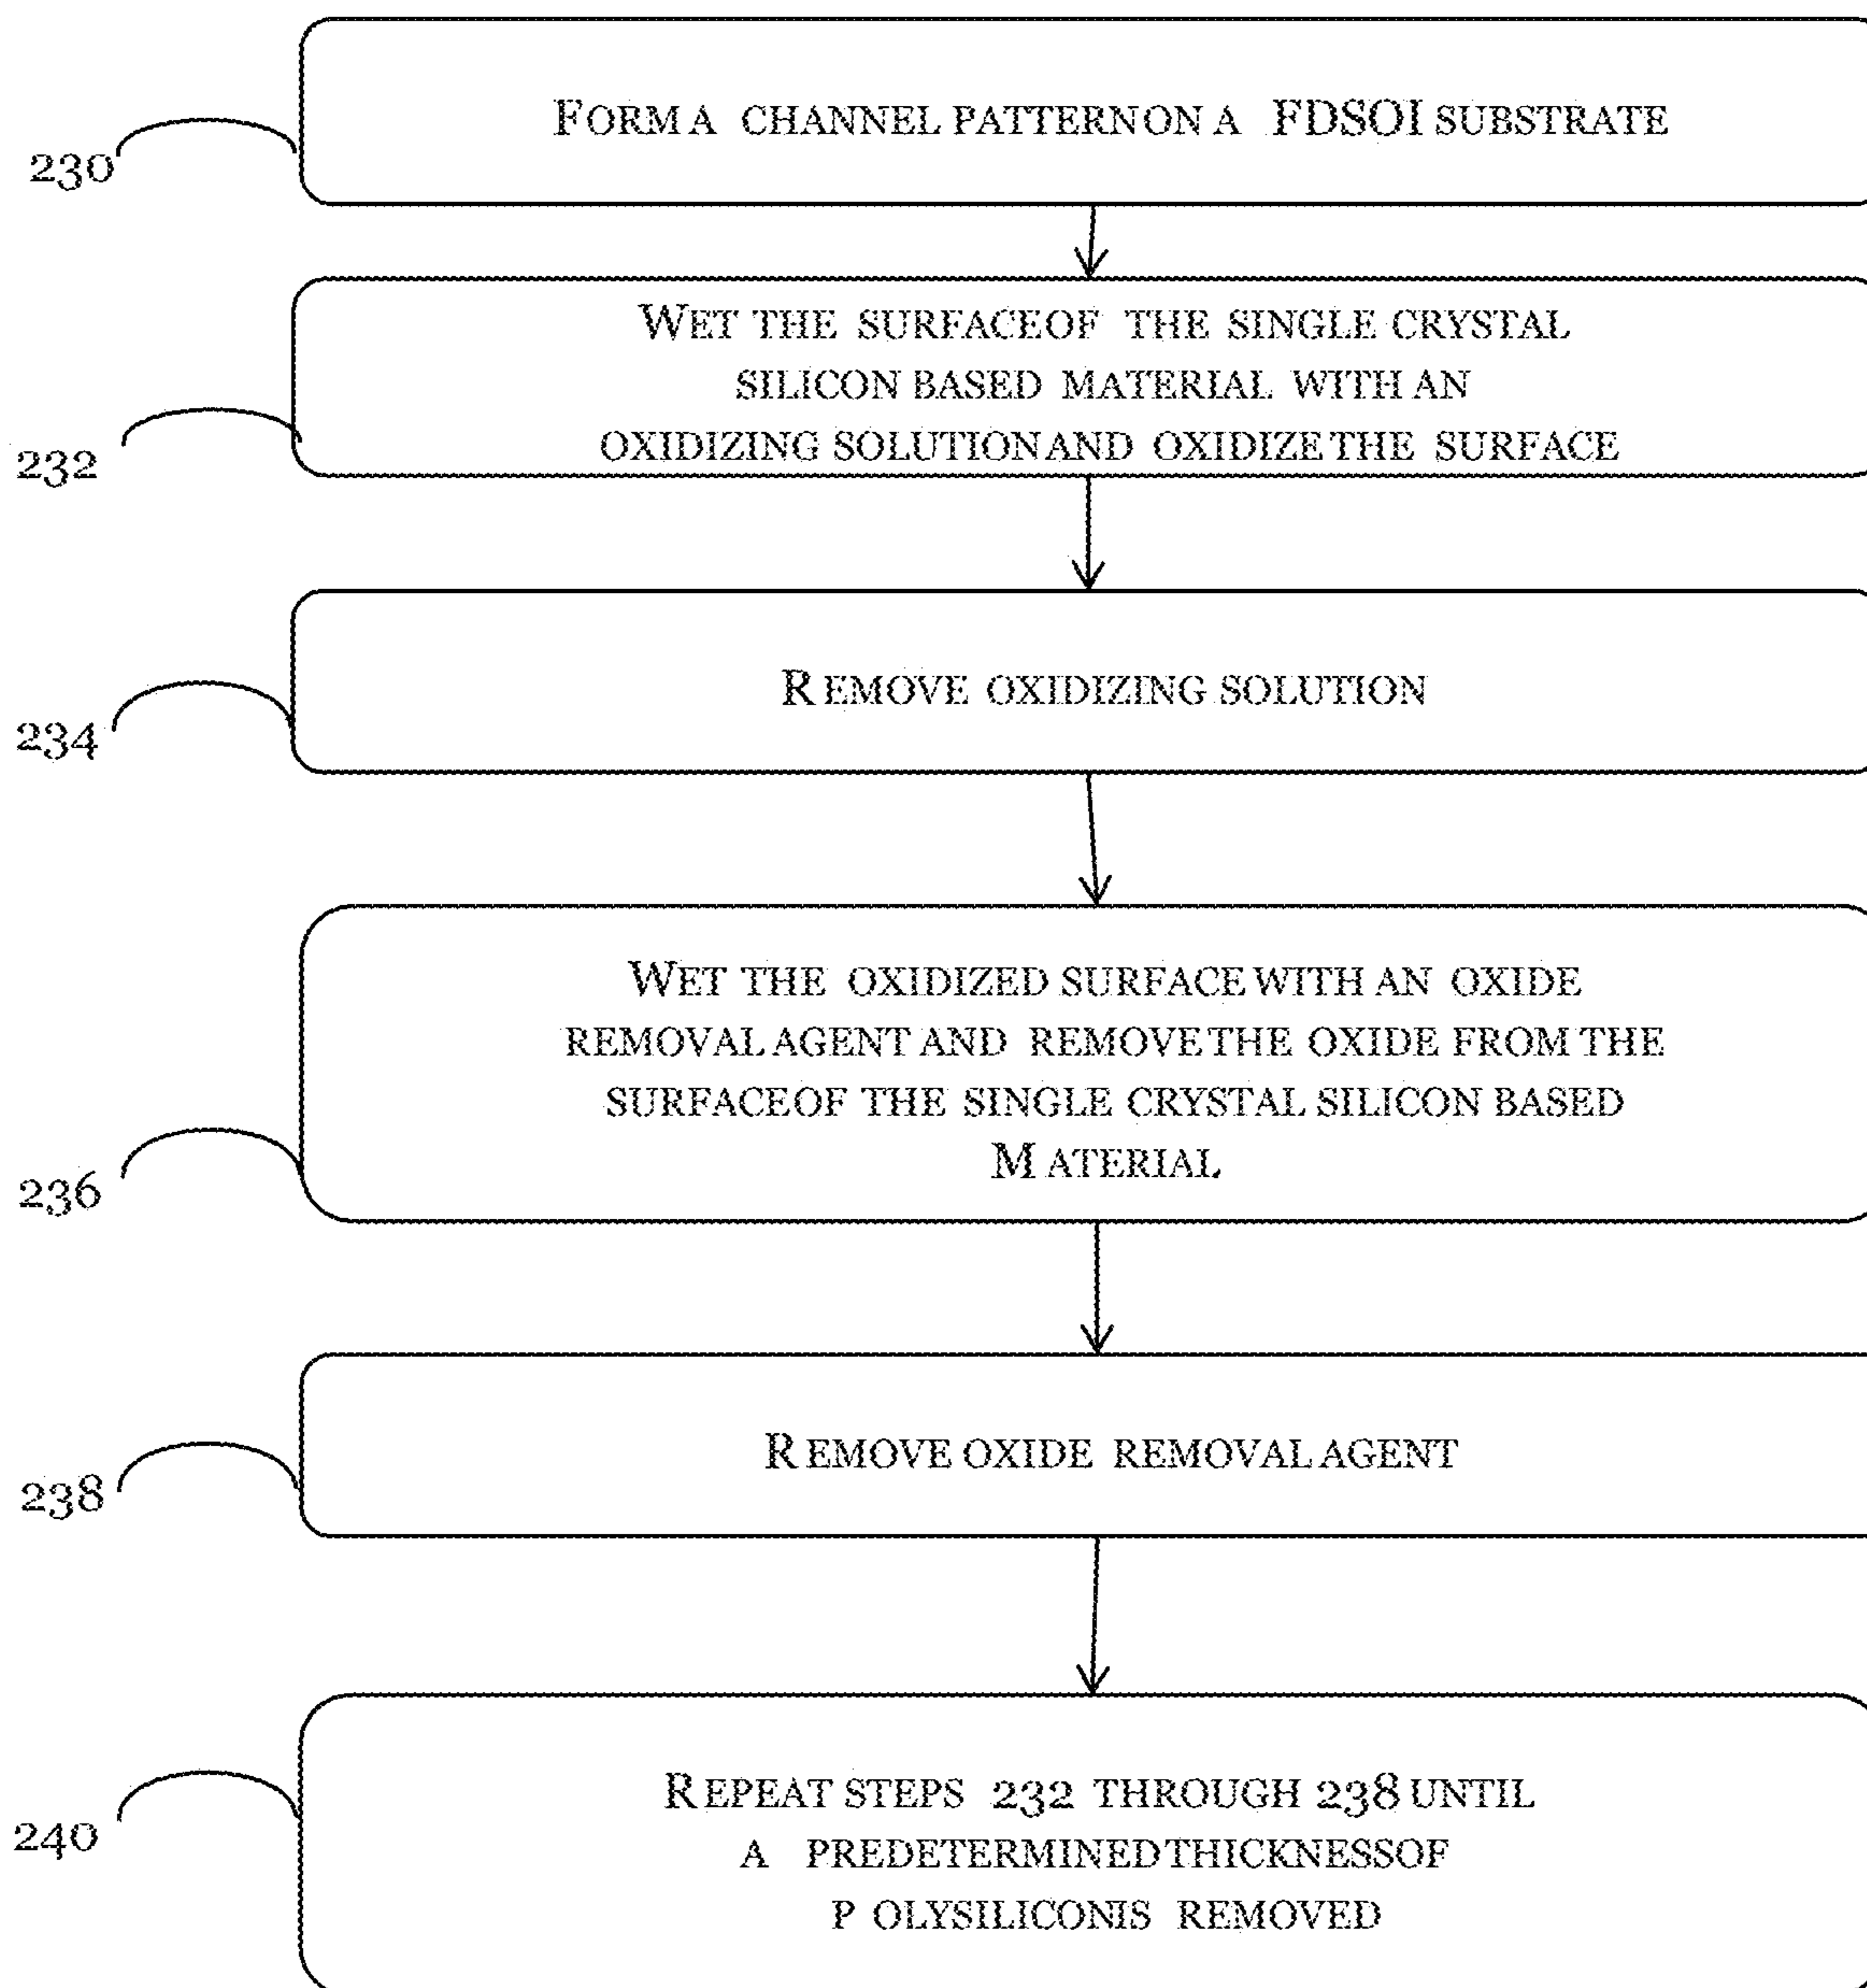 FORM A CHANNEL PATTERN ON A FDSOI SUBSTRATE
230
WET THE SURFACE OF THE SINGLE CRYSTAL
SILICON BASED MATERIAL WITH AN
OXIDIZING SOLUTION AND OXIDIZE THE SURFACE
232
REMOVE OXIDIZING SOLUTION
234
WET THE OXIDIZED SURFACE WITH AN OXIDE
REMOVAL AGENT AND REMOVE THE OXIDE FROM THE
SURFACE OF THE SINGLE CRYSTAL SILICON BASED
MATERIAL
236
REMOVE OXIDE REMOVAL AGENT
238
REPEAT STEPS 232 THROUGH 238 UNTIL
A PREDETERMINED THICKNESS OF
POLYSILICON IS REMOVED
240